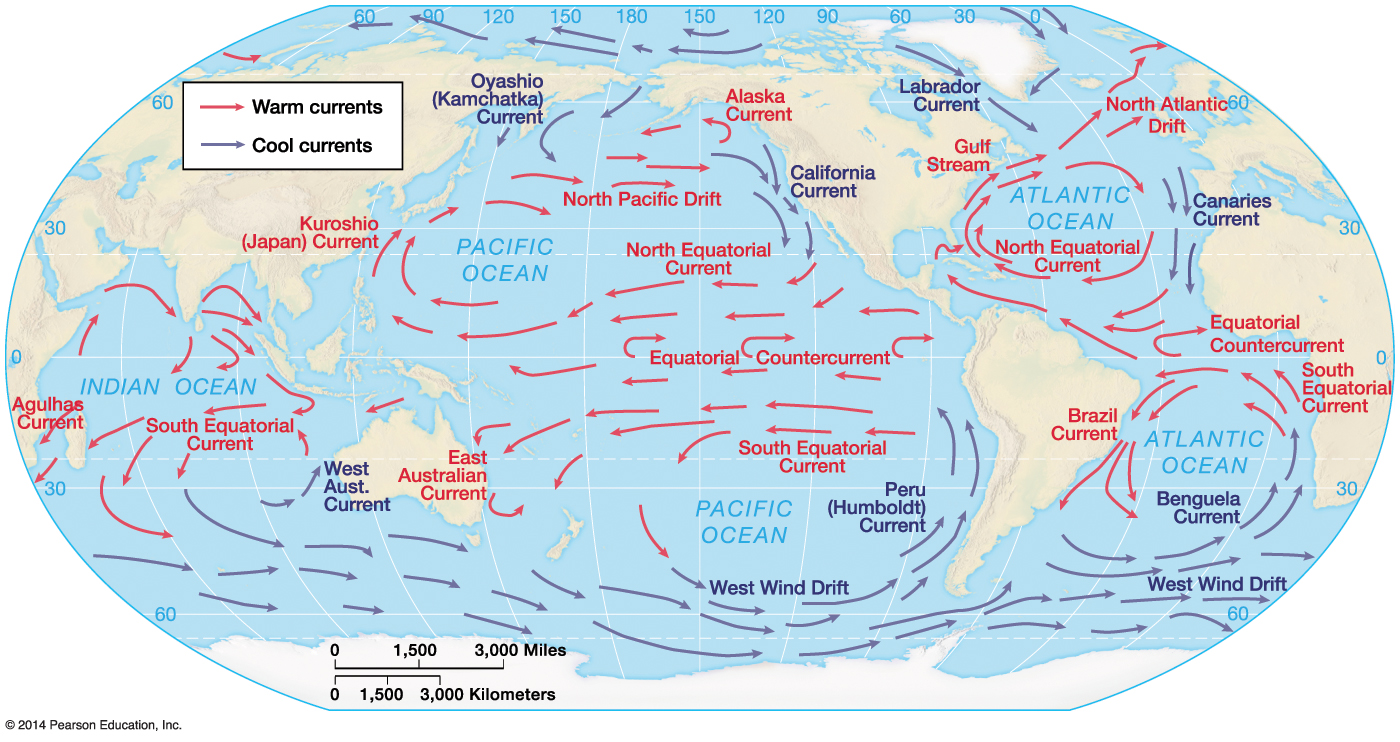 60 90 120 150 180 150 120 90 60 30 0
Warm currents
Cool currents
Oyashio
(Kamchatka)
Current
Alaska
Current
Labrador
Current
North Atlantic
Drift
60
60
Gulf
Stream
California
Current
North Pacific Drift
ATLANTIC
OCEAN
Canaries
Current
Kuroshio
(Japan) Current
30
30
PACIFIC
OCEAN
North Equatorial
Current
North Equatorial
Current
Equatorial Countercurrent
Equatorial
Countercurrent
0
0
INDIAN OCEAN
South
Equatorial
Current
Agulhas
Current
South Equatorial
Current
Brazil
Current
ATLANTIC
OCEAN
South Equatorial
Current
East
Australian
Current
West
Aust.
Current
30
30
Peru
(Humboldt)
Current
Benguela
Current
PACIFIC
OCEAN
West Wind Drift
West Wind Drift
60
60
0 1,500 3,000 Miles
0 1,500 3,000 Kilometers
© 2014 Pearson Education, Inc.